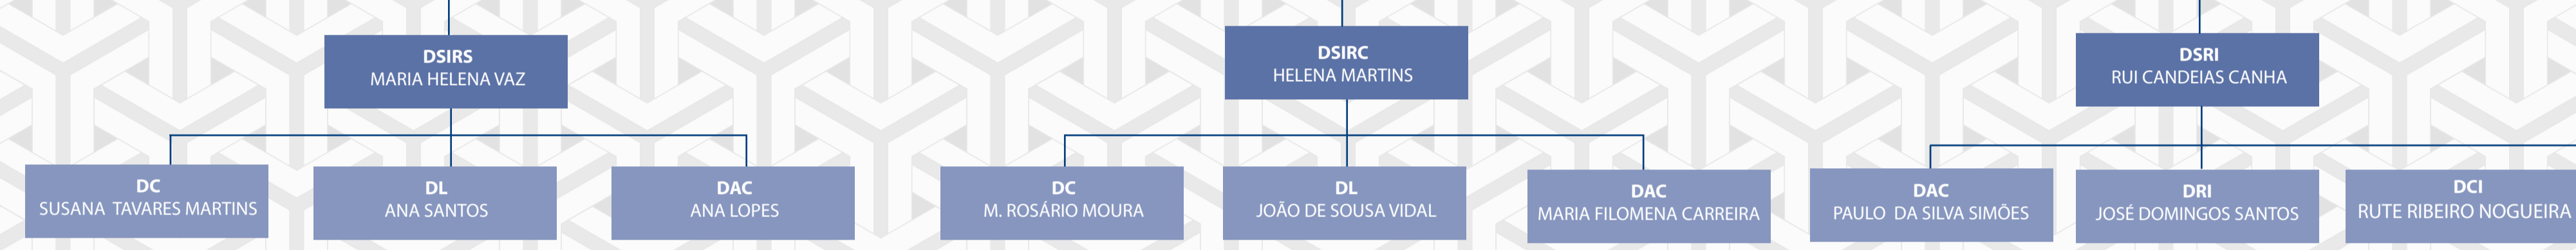 DSIRS
MARIA HELENA VAZ
DSIRC
HELENA MARTINS
DSRI
RUI CANDEIAS CANHA
DC
SUSANA TAVARES MARTINS
DL
ANA SANTOS
DAC
ANA LOPES
DC
M. ROSÁRIO MOURA
DL
JOÃO DE SOUSA VIDAL
DAC
MARIA FILOMENA CARREIRA
DAC
PAULO DA SILVA SIMÕES
DRI
JOSÉ DOMINGOS SANTOS
DCI
RUTE RIBEIRO NOGUEIRA